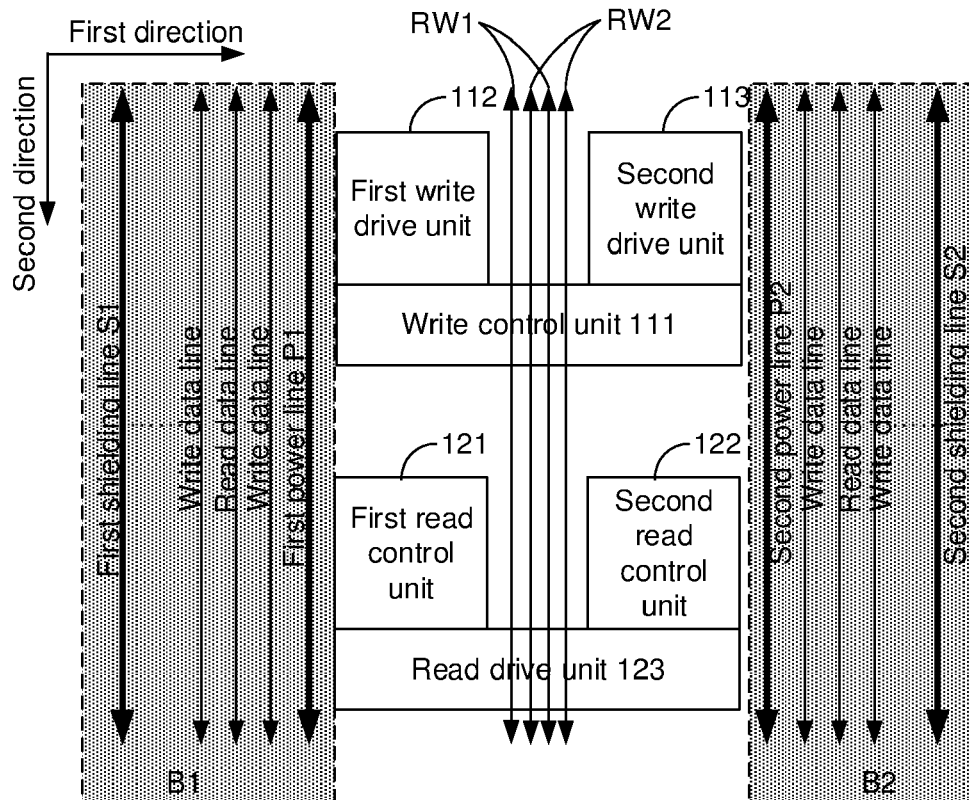 First direction
Second direction
RW1
RW2
112
113
First write
drive unit
Second
write
drive unit
Write control unit 111
121
122
First read
control
unit
Second
read
control
unit
Read drive unit 123
First shielding line S1
Write data line
Read data line
Write data line
First power line P1
Second power line P2
Write data line
Read data line
Write data line
Second shielding line S2
B1
B2